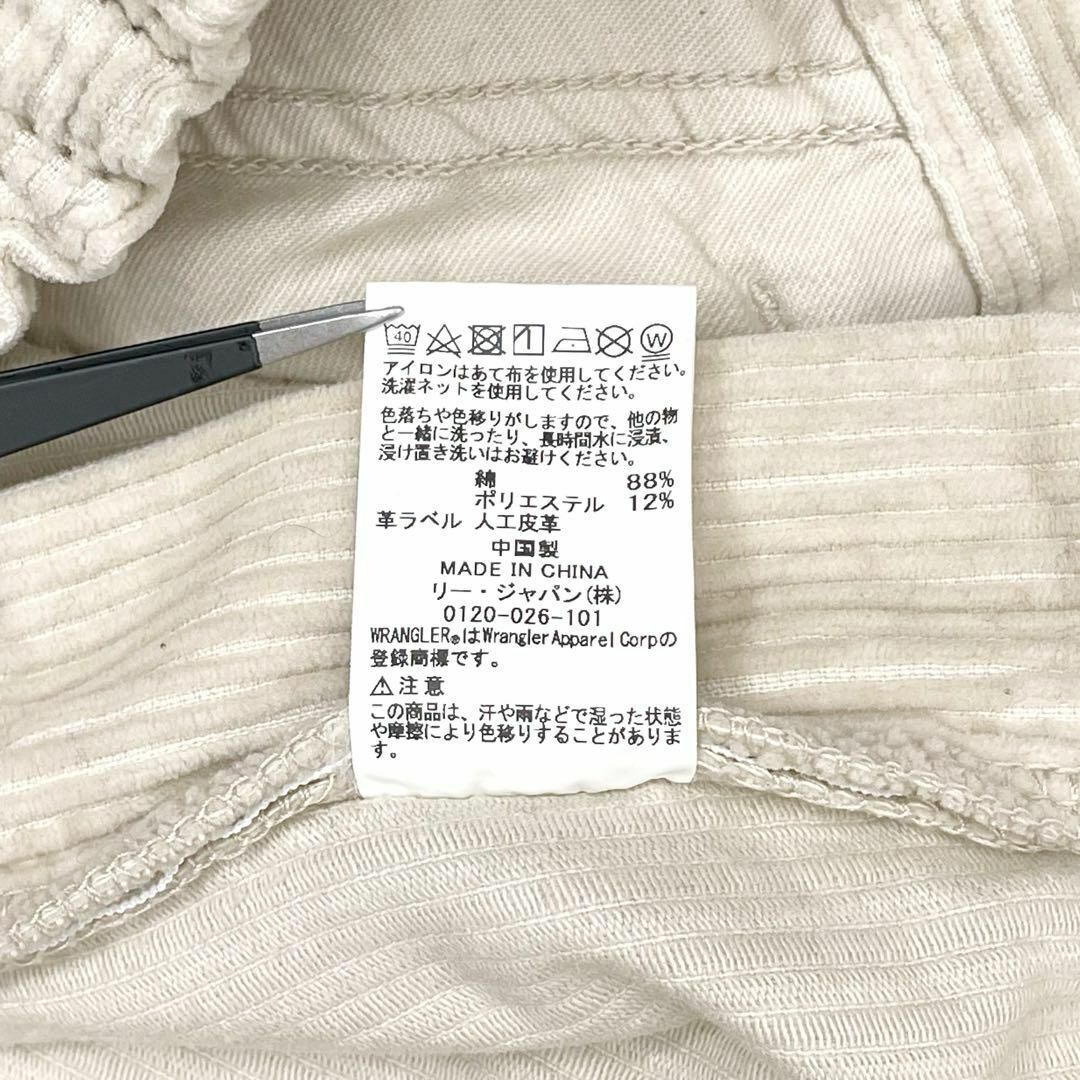 40 W
アイロンはあて布を使用してください。
洗濯ネットを使用してください。
色落ちや色移りがしますので、他の物
と一緒に洗ったり、長時間水に浸漬、
浸け置き洗いはお避けください。
綿 88%
ポリエステル 12%
革ラベル 人工皮革
中国製
MADE IN CHINA
リー・ジャパン(株)
0120-026-101
WRANGLER®はWrangler Apparel Corpの
登録商標です。
⚠注意
この商品は、汗や雨などで湿った状態
や摩擦により色移りすることがありま
す。